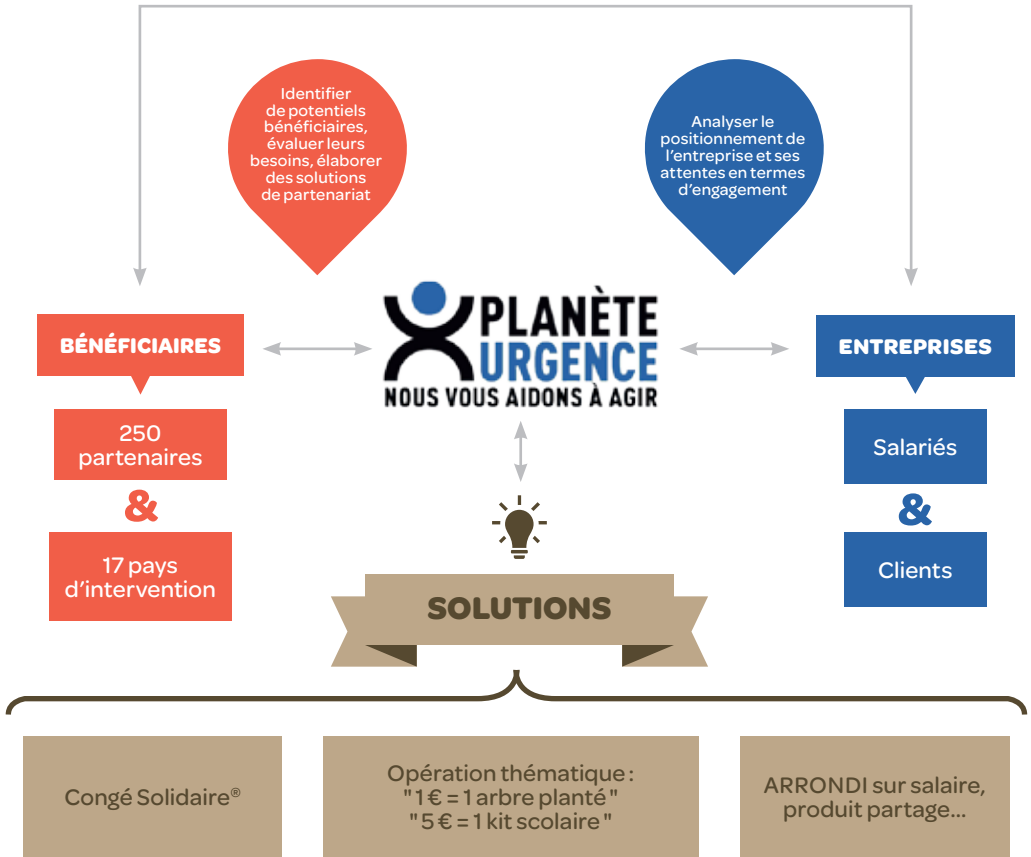 Identifier
de potentiels
bénéficiaires,
évaluer leurs
besoins, élaborer
des solutions
de partenariat
Analyser le
positionnement de
l'entreprise et ses
attentes en termes
d'engagement
BÉNÉFICIAIRES
PLANÈTE
URGENCE
NOUS VOUS AIDONS À AGIR
ENTREPRISES
250
partenaires
&
17 pays
d'intervention
Salariés
&
Clients
SOLUTIONS
Congé Solidaire®
Opération thématique :
" 1 € = 1 arbre planté "
" 5 € = 1 kit scolaire "
ARRONDI sur salaire,
produit partage...